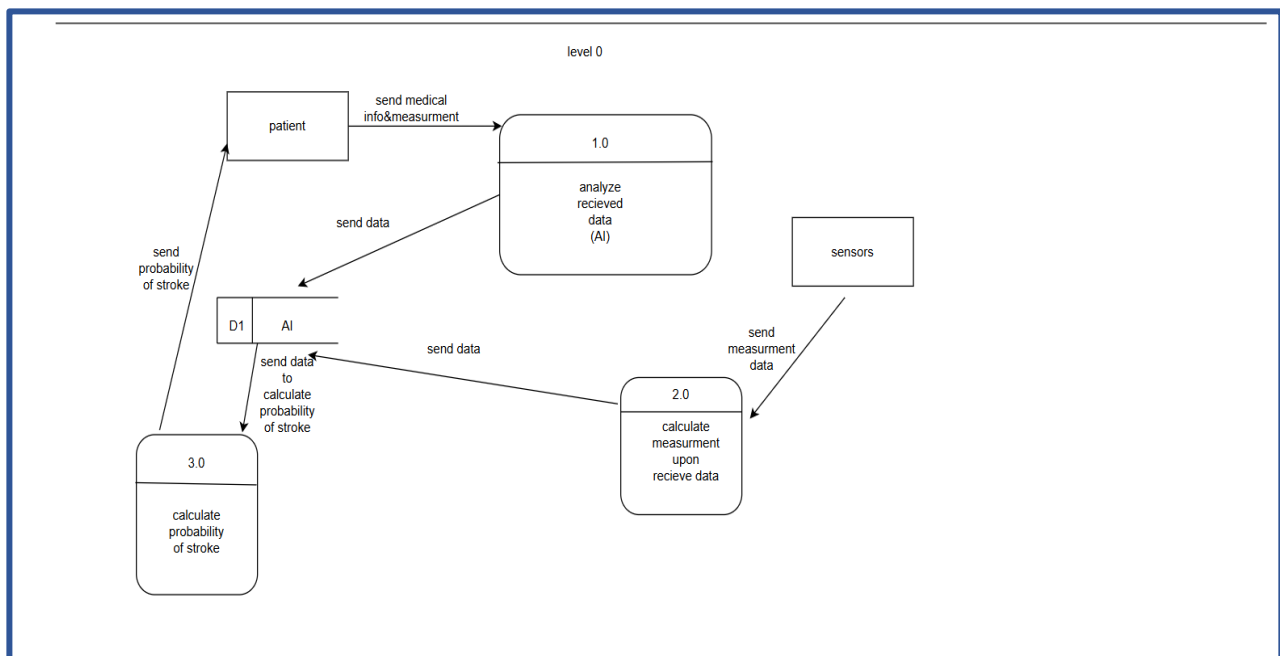 level 0
patient
send medical
info&measurment
1.0
analyze
recieved
data
(AI)
send data
sensors
send
probability
of stroke
D1
AI
send data
to
calculate
probability
of stroke
send data
send
measurment
data
2.0
calculate
measurment
upon
recieve data
3.0
calculate
probability
of stroke